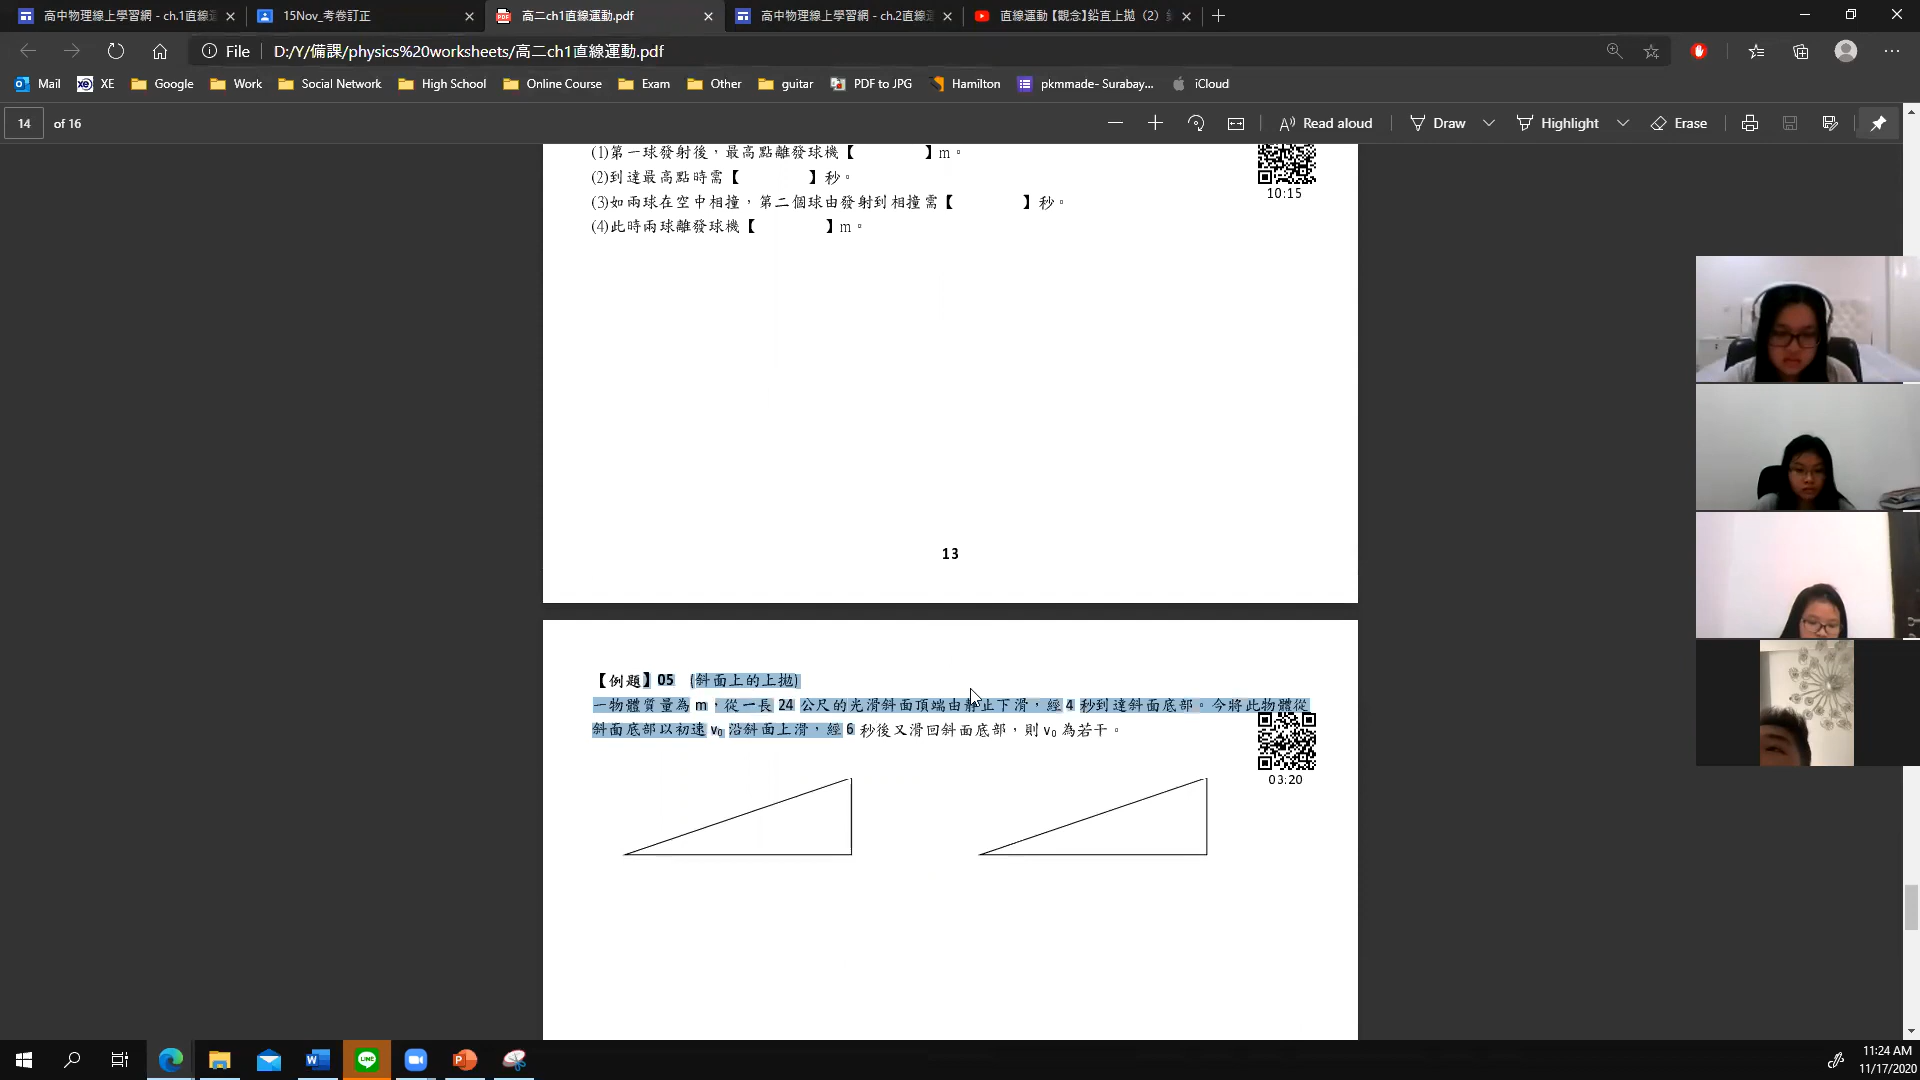 高中物理線上學習網 - ch.1直線
15Nov_考卷訂正
高二ch1直線運動.pdf
高中物理線上學習網 - ch.2直線
直線運動【觀念】鉛直上拋（2）
File
D:/Y/備課/physics%20worksheets/高二ch1直線運動.pdf
Mail
XE
Google
Work
Social Network
High School
Online Course
Exam
Other
guitar
PDF to JPG
Hamilton
pkmmade- Surabay...
iCloud
14 of 16
Read aloud
Draw
Highlight
Erase
(1)第一球發射後，最高點離發球機【 】m。
(2)到達最高點時需【 】秒。
(3)如兩球在空中相撞，第二個球由發射到相撞需【 】秒。
(4)此時兩球離發球機【 】m。
10:15
13
【例題】05 (斜面上的上拋)
一物體質量為 m，從一長 24 公尺的光滑斜面頂端由靜止下滑，經 4 秒到達斜面底部。今將此物體從
斜面底部以初速 v₀ 沿斜面上滑，經 6 秒後又滑回斜面底部，則 v₀ 為若干。
03:20
11:24 AM
11/17/2020